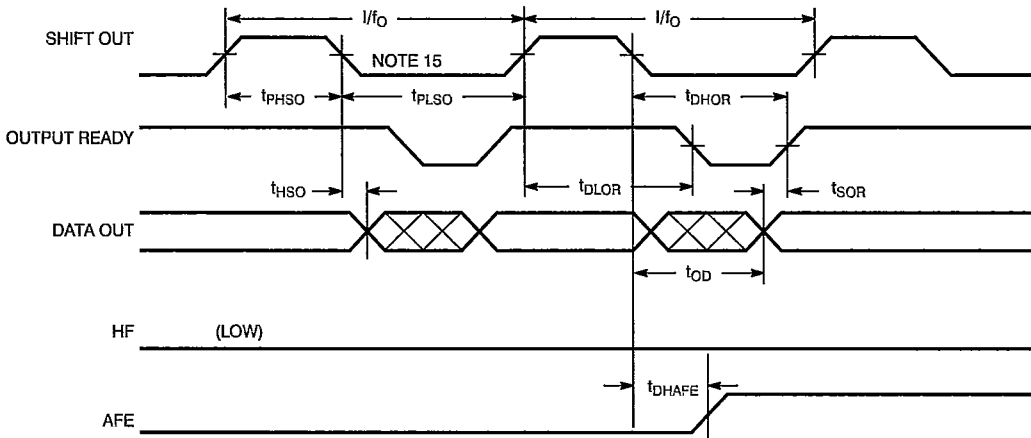 I/fO I/fO
SHIFT OUT
NOTE 15
tPHSO tPLSO tDHOR
OUTPUT READY
tHSO tDLOR tSOR
DATA OUT
tOD
HF (LOW)
tDHAFE
AFE